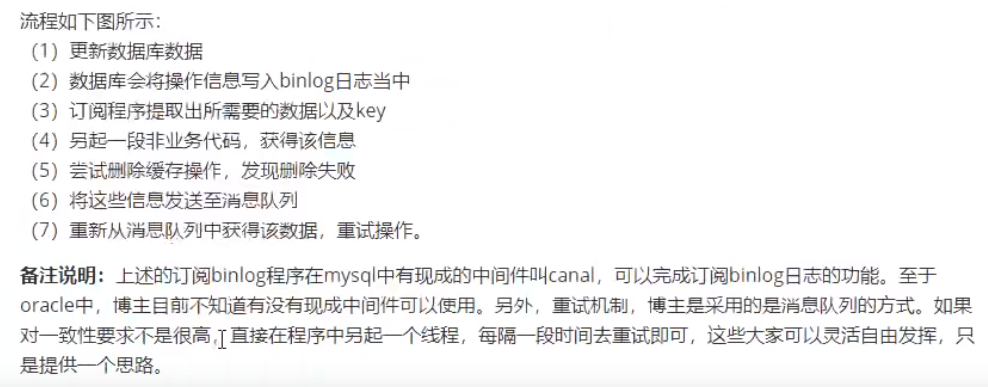 流程如下图所示：
（1）更新数据库数据
（2）数据库会将操作信息写入binlog日志当中
（3）订阅程序提取出所需要的数据以及key
（4）另起一段非业务代码，获得该信息
（5）尝试删除缓存操作，发现删除失败
（6）将这些信息发送至消息队列
（7）重新从消息队列中获得该数据，重试操作。
备注说明：上述的订阅binlog程序在mysql中有现成的中间件叫canal，可以完成订阅binlog日志的功能。至于
oracle中，博主目前不知道有没有现成中间件可以使用。另外，重试机制，博主是采用的是消息队列的方式。如果
对一致性要求不是很高，直接在程序中另起一个线程，每隔一段时间去重试即可，这些大家可以灵活自由发挥，只
是提供一个思路。